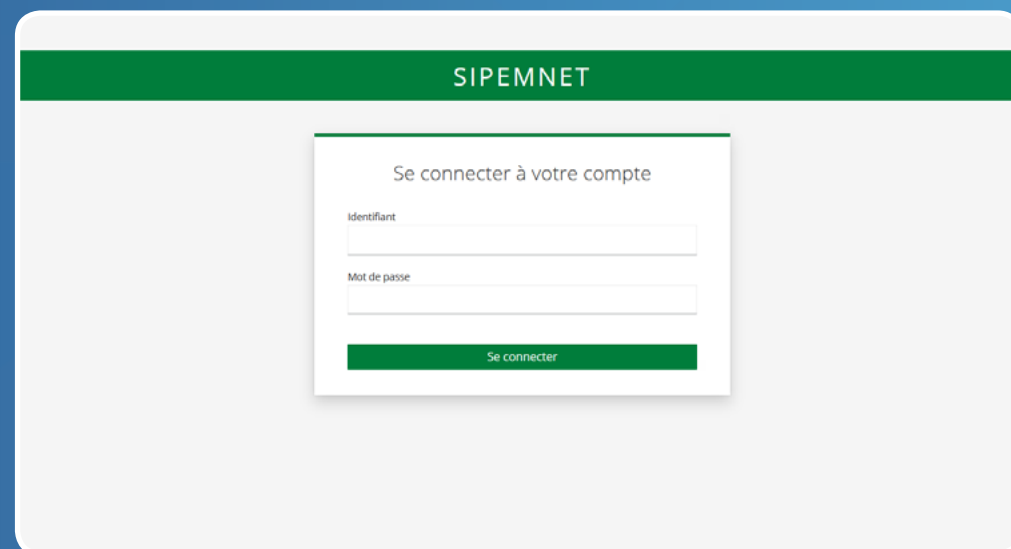 SIPEMNET
Se connecter à votre compte
Identifiant
Mot de passe
Se connecter